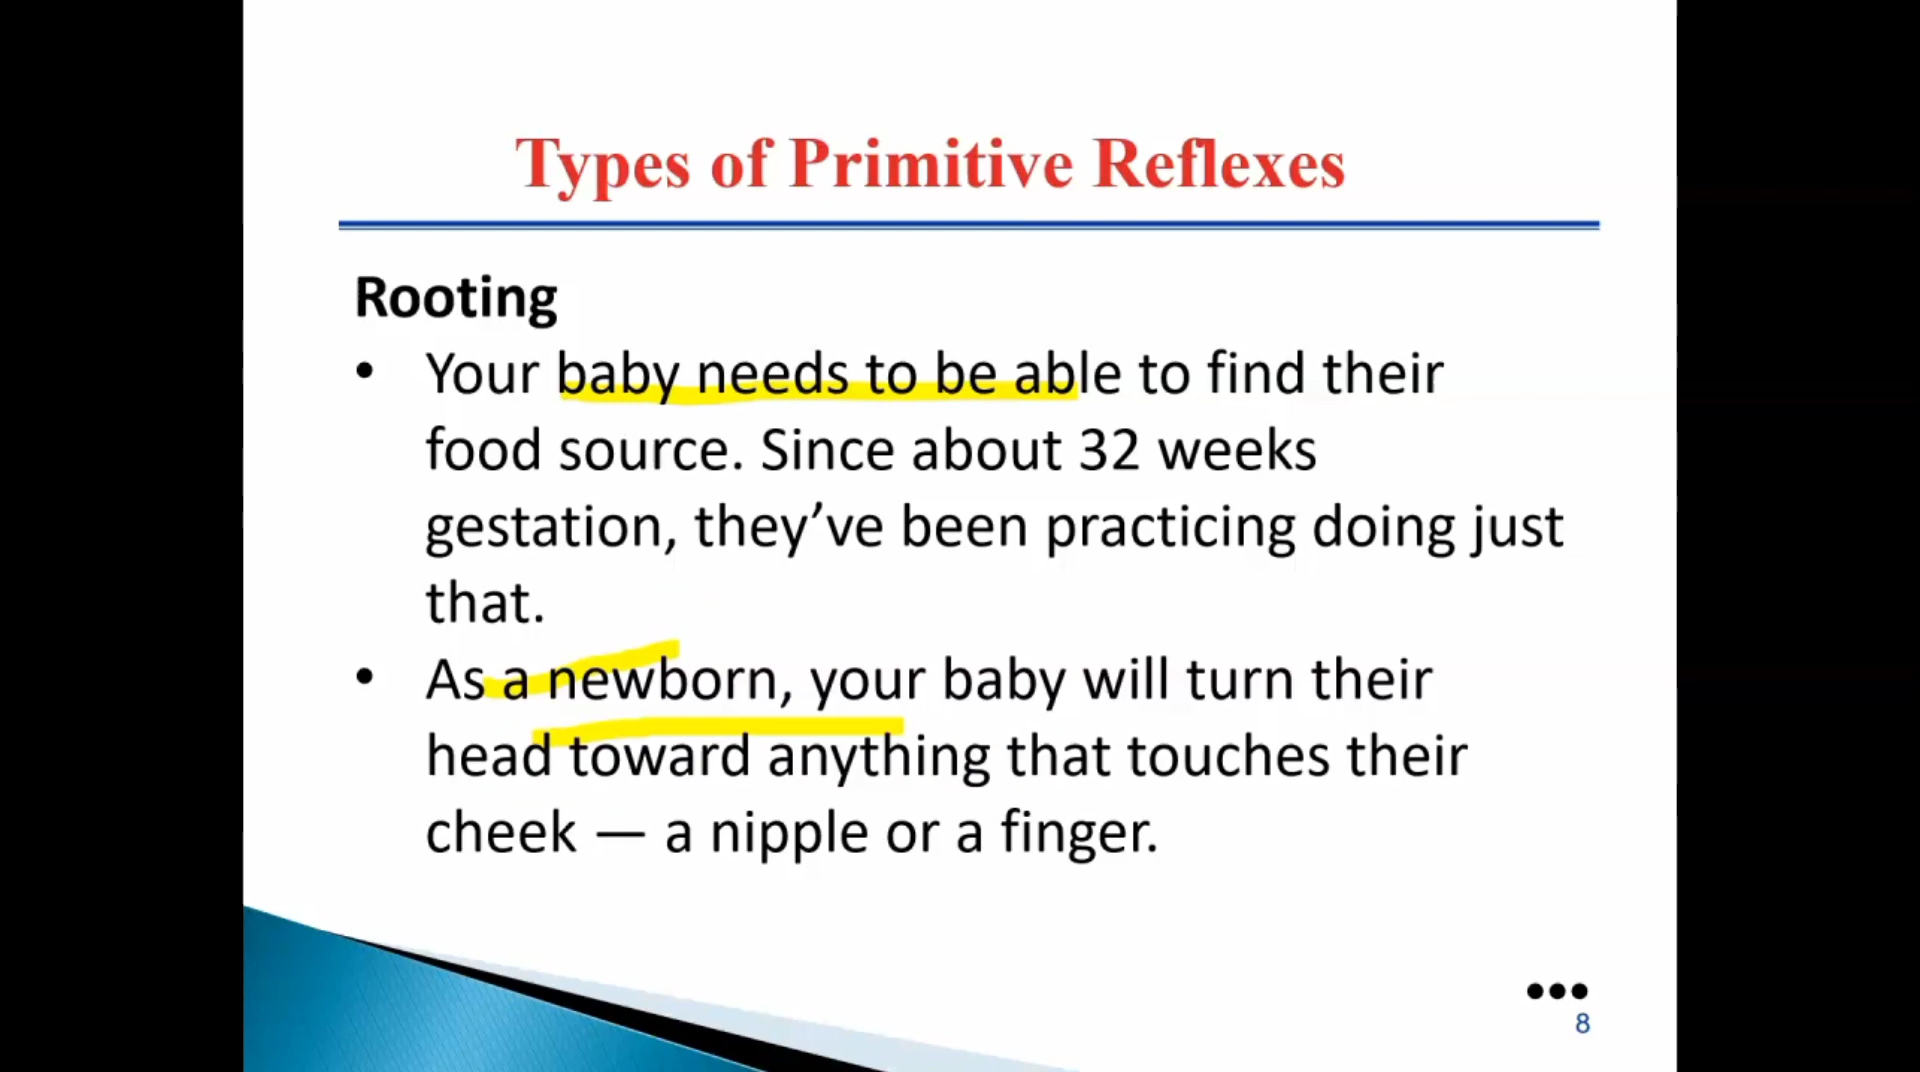 Types of Primitive Reflexes
Rooting
• Your baby needs to be able to find their
food source. Since about 32 weeks
gestation, they’ve been practicing doing just
that.
• As a newborn, your baby will turn their
head toward anything that touches their
cheek — a nipple or a finger.
•••
8